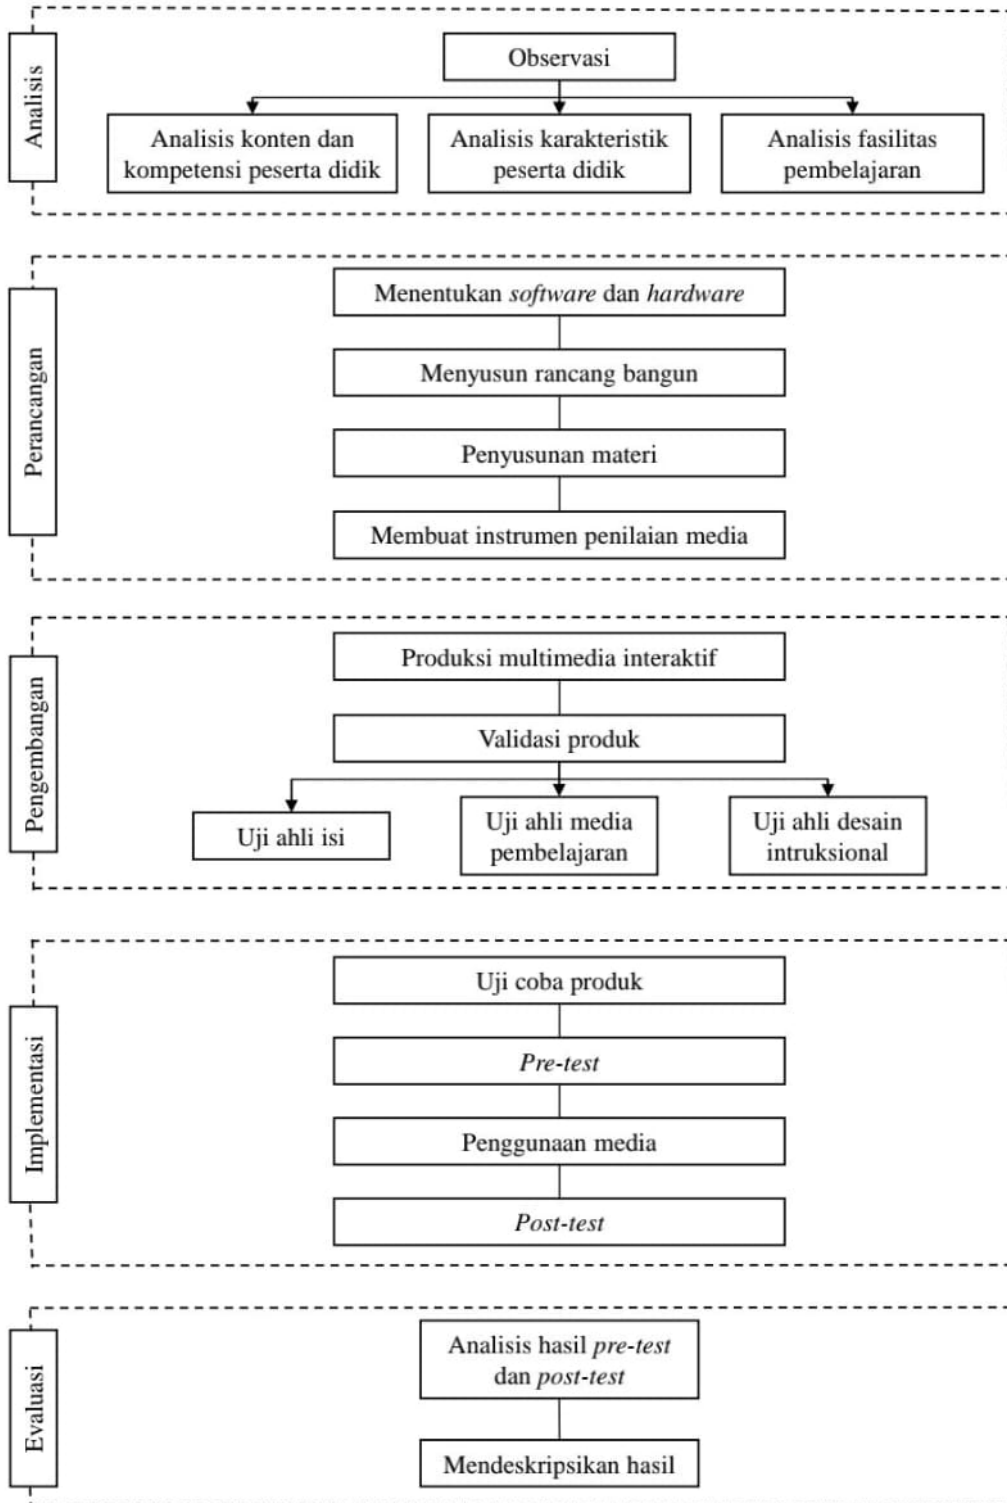 Analisis
Observasi
Analisis konten dan
kompetensi peserta didik
Analisis karakteristik
peserta didik
Analisis fasilitas
pembelajaran
Perancangan
Menentukan software dan hardware
Menyusun rancang bangun
Penyusunan materi
Membuat instrumen penilaian media
Pengembangan
Produksi multimedia interaktif
Validasi produk
Uji ahli isi
Uji ahli media
pembelajaran
Uji ahli desain
intruksional
Implementasi
Uji coba produk
Pre-test
Penggunaan media
Post-test
Evaluasi
Analisis hasil pre-test
dan post-test
Mendeskripsikan hasil